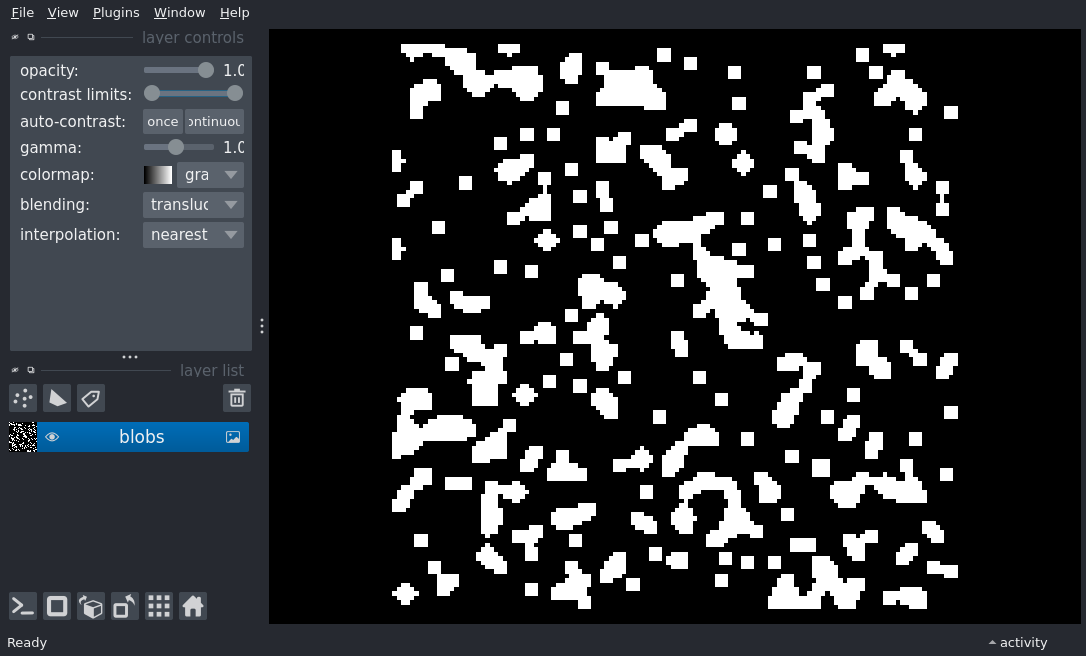 File View Plugins Window Help
layer controls
opacity: 1.0
contrast limits:
auto-contrast: once ontinuou
gamma: 1.0
colormap: gra
blending: transluc
interpolation: nearest
layer list
blobs
Ready
activity